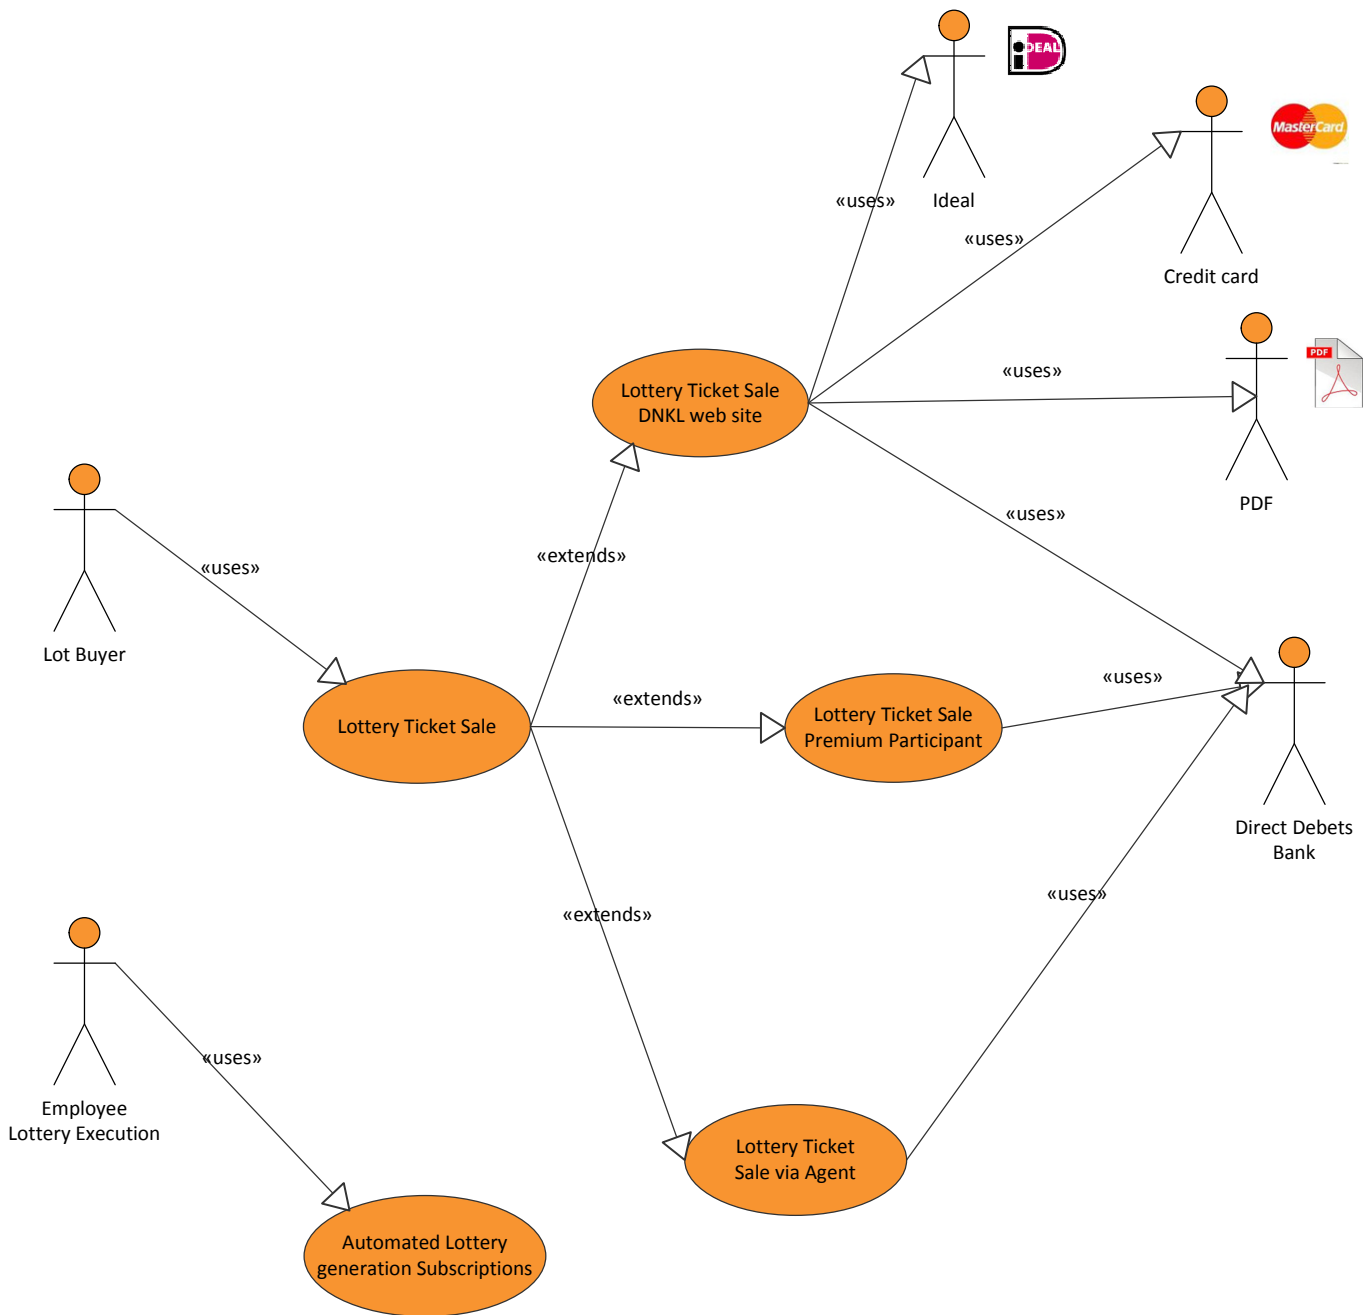 iDEAL
MasterCard
«uses»
Ideal
«uses»
Credit card
PDF
«uses»
Lottery Ticket Sale
DNKL web site
PDF
«uses»
«extends»
«uses»
Lot Buyer
Lottery Ticket Sale
«extends»
Lottery Ticket Sale
Premium Participant
«uses»
Direct Debets
Bank
«uses»
«extends»
«uses»
Employee
Lottery Execution
Lottery Ticket
Sale via Agent
Automated Lottery
generation Subscriptions